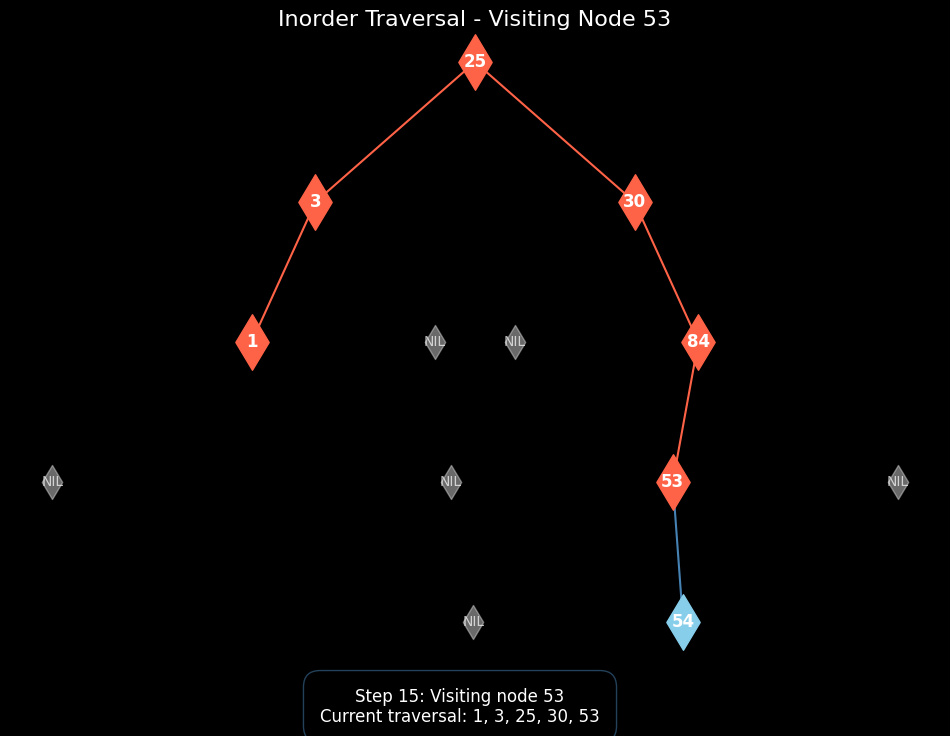 Inorder Traversal - Visiting Node 53
25
3
30
1
NIL
NIL
84
NIL
NIL
53
NIL
NIL
54
Step 15: Visiting node 53
Current traversal: 1, 3, 25, 30, 53